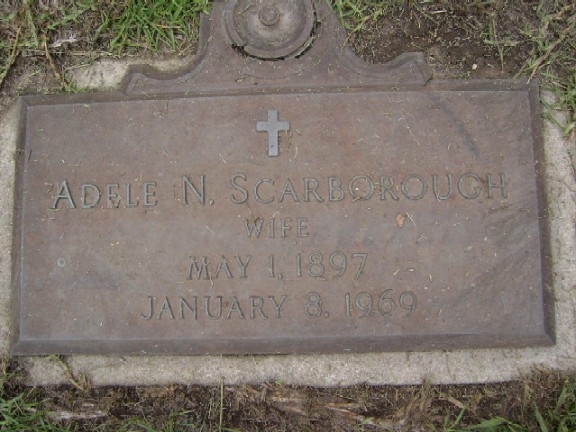 ADELE N. SCARBOROUGH
WIFE
MAY 1, 1897
JANUARY 8, 1969